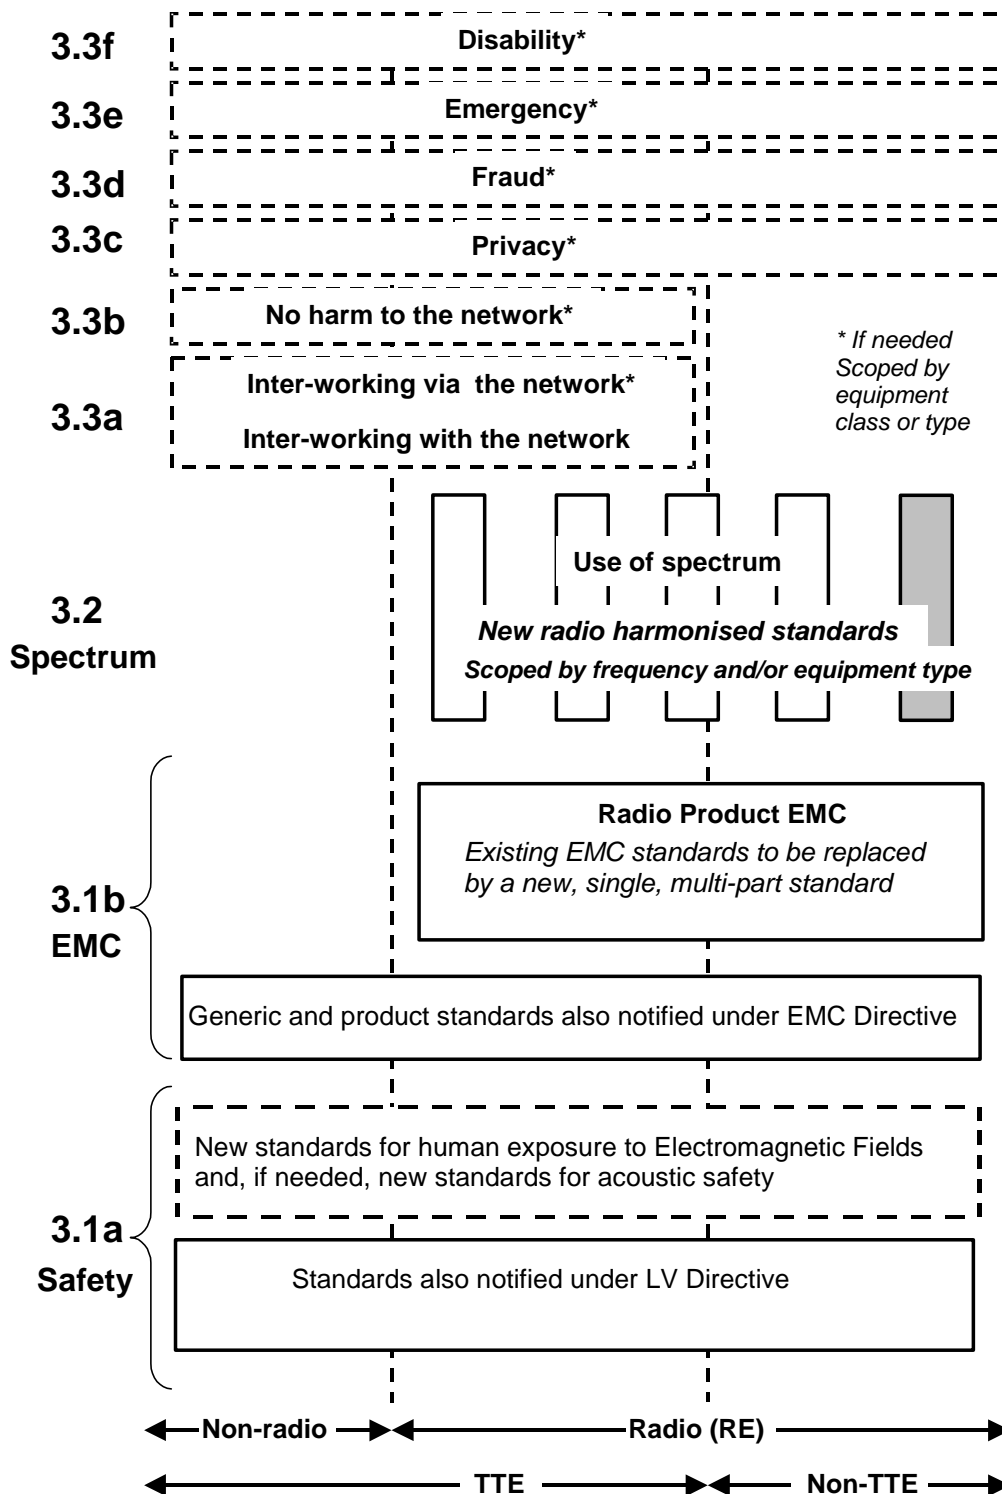 3.3f
Disability*
3.3e
Emergency*
3.3d
Fraud*
3.3c
Privacy*
3.3b
No harm to the network*
* If needed
Scoped by
equipment
class or type
3.3a
Inter-working via the network*
Inter-working with the network
3.2
Spectrum
Use of spectrum
New radio harmonised standards
Scoped by frequency and/or equipment type
3.1b
EMC
Radio Product EMC
Existing EMC standards to be replaced
by a new, single, multi-part standard
Generic and product standards also notified under EMC Directive
3.1a
Safety
New standards for human exposure to Electromagnetic Fields
and, if needed, new standards for acoustic safety
Standards also notified under LV Directive
Non-radio
Radio (RE)
TTE
Non-TTE